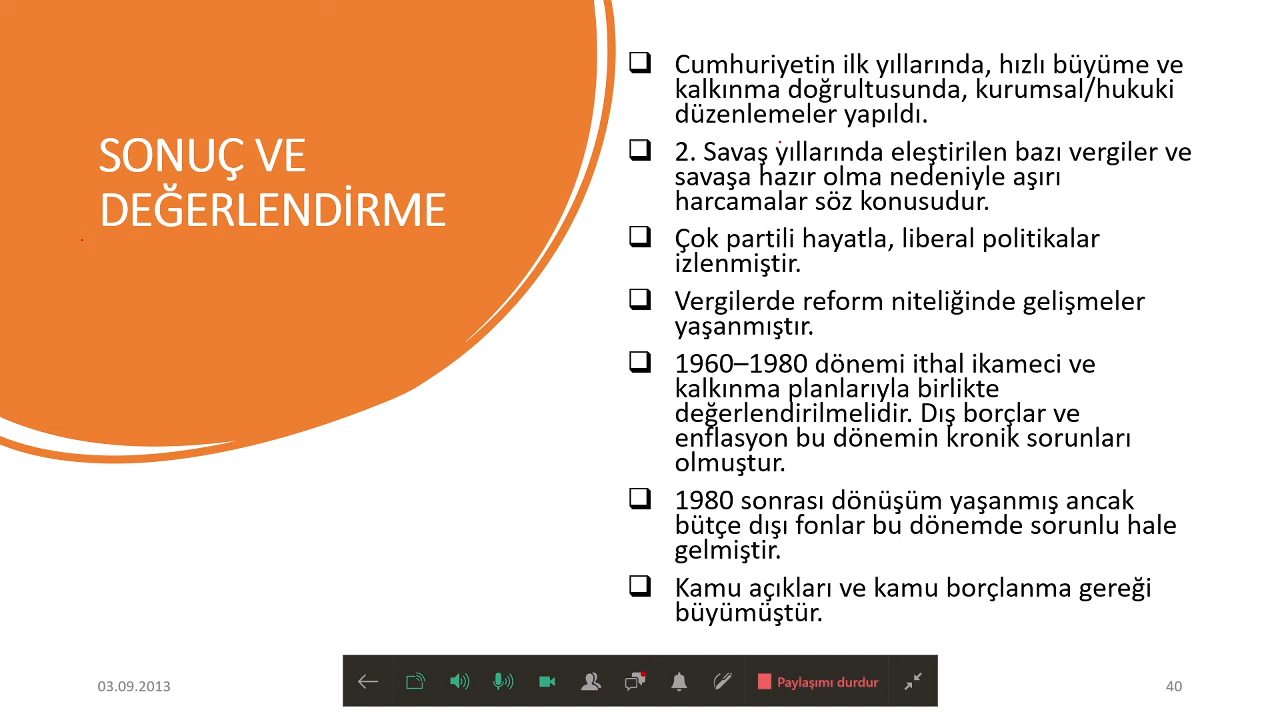 SONUÇ VE
DEĞERLENDİRME
Cumhuriyetin ilk yıllarında, hızlı büyüme ve
kalkınma doğrultusunda, kurumsal/hukuki
düzenlemeler yapıldı.
2. Savaş yıllarında eleştirilen bazı vergiler ve
savaşa hazır olma nedeniyle aşırı
harcamalar söz konusudur.
Çok partili hayatla, liberal politikalar
izlenmiştir.
Vergilerde reform niteliğinde gelişmeler
yaşanmıştır.
1960–1980 dönemi ithal ikameci ve
kalkınma planlarıyla birlikte
değerlendirilmelidir. Dış borçlar ve
enflasyon bu dönemin kronik sorunları
olmuştur.
1980 sonrası dönüşüm yaşanmış ancak
bütçe dışı fonlar bu dönemde sorunlu hale
gelmiştir.
Kamu açıkları ve kamu borçlanma gereği
büyümüştür.
03.09.2013
Paylaşımı durdur
40